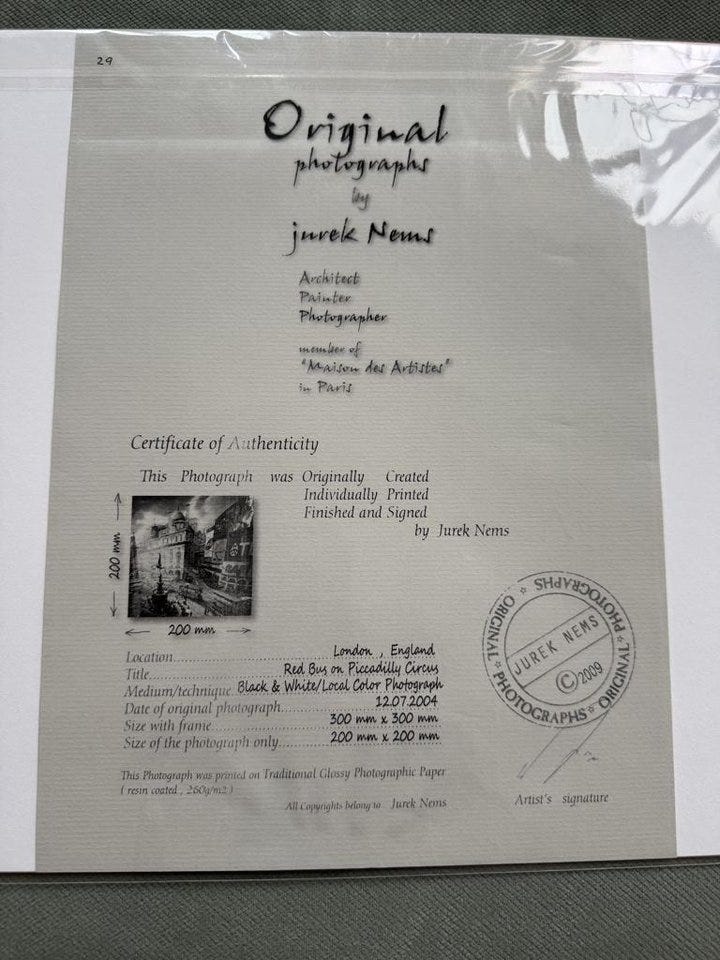 29
Original
photographs
by
jurek Nems
Architect
Painter
Photographer
member of
"Maison des Artistes"
in Paris
Certificate of Authenticity
This Photograph was Originally Created
Individually Printed
Finished and Signed
by Jurek Nems
200 mm
200 mm
Location.......London , England
Title.......Red Bus on Piccadilly Circus
Medium/technique..Black & White/Local Color Photograph
Date of original photograph.......12.07.2004
Size with frame.......300 mm x 300 mm
Size of the photograph only.......200 mm x 200 mm
ORIGINAL PHOTOGRAPHS
JUREK NEMS
©2009
ORIGINAL PHOTOGRAPHS
This Photograph was printed on Traditional Glossy Photographic Paper
( resin coated , 260g/m2 )
All Copyrights belong to Jurek Nems
Artist's signature